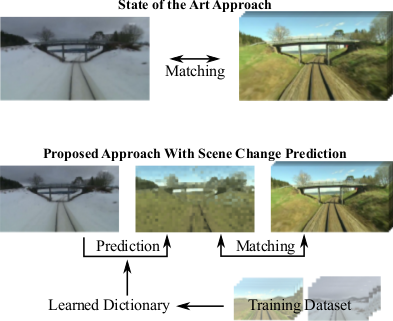 State of the Art Approach
Matching
Proposed Approach With Scene Change Prediction
Prediction
Matching
Learned Dictionary
Training Dataset